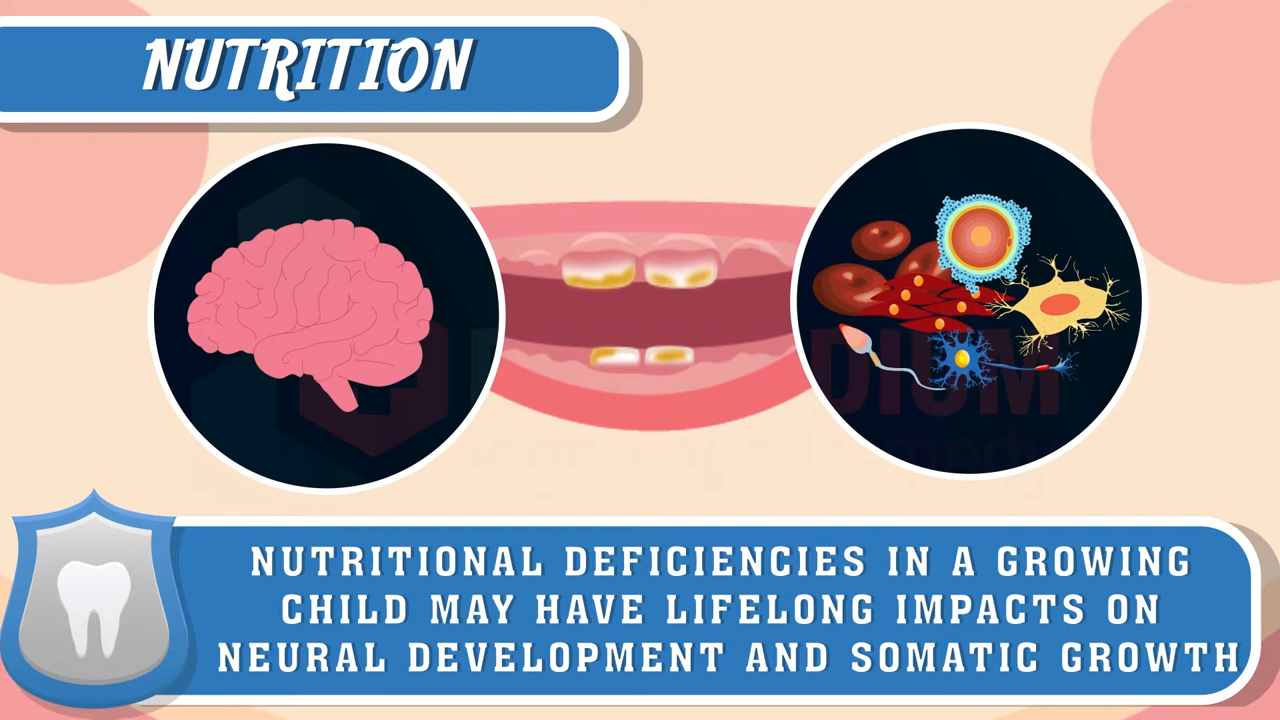 NUTRITION
NUTRITIONAL DEFICIENCIES IN A GROWING
CHILD MAY HAVE LIFELONG IMPACTS ON
NEURAL DEVELOPMENT AND SOMATIC GROWTH